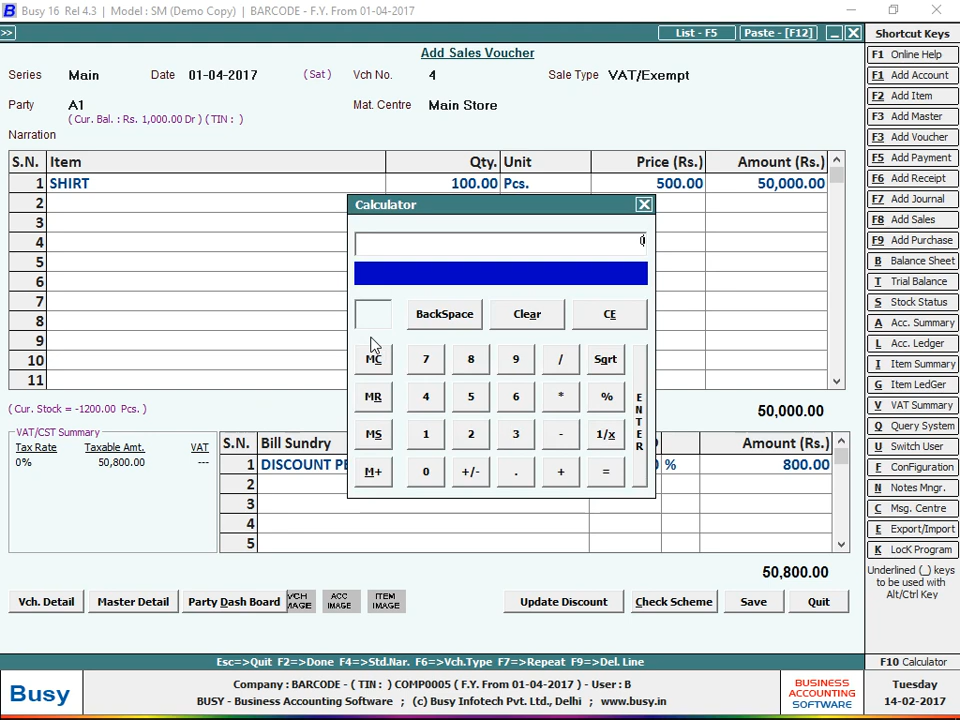 Busy 16 Rel 4.3 | Model : SM (Demo Copy) | BARCODE - F.Y. From 01-04-2017
>> List - F5 Paste - [F12] Shortcut Keys
Add Sales Voucher
Series Main Date 01-04-2017 (Sat) Vch No. 4 Sale Type VAT/Exempt
Party A1 Mat. Centre Main Store
(Cur. Bal. : Rs. 1,000.00 Dr) (TIN : )
Narration
S.N. Item Qty. Unit Price (Rs.) Amount (Rs.)
1 SHIRT 100.00 Pcs. 500.00 50,000.00
2
3
4
5
6
7
8
9
10
11
Calculator
0
BackSpace Clear CE
MC 7 8 9 / Sqrt
MR 4 5 6 * %
MS 1 2 3 - 1/x
M+ 0 +/- . + =
ENTER
(Cur. Stock = -1200.00 Pcs. ) 50,000.00
VAT/CST Summary
Tax Rate Taxable Amt. VAT
0% 50,800.00 ---
S.N. Bill Sundry Amount (Rs.)
1 DISCOUNT PE % 800.00
2
3
4
5
50,800.00
Vch. Detail Master Detail Party Dash Board VCH IMAGE ACC IMAGE ITEM IMAGE Update Discount Check Scheme Save Quit
Esc=>Quit F2=>Done F4=>Std.Nar. F6=>Vch.Type F7=>Repeat F9=>Del. Line
F1 Online Help
F1 Add Account
F2 Add Item
F3 Add Master
F3 Add Voucher
F5 Add Payment
F6 Add Receipt
F7 Add Journal
F8 Add Sales
F9 Add Purchase
B Balance Sheet
T Trial Balance
S Stock Status
A Acc. Summary
L Acc. Ledger
I Item Summary
G Item LedGer
V VAT Summary
Q Query System
U Switch User
F ConFiguration
N Notes Mngr.
C Msg. Centre
E Export/Import
K LocK Program
Underlined (_) keys
to be used with
Alt/Ctrl Key
F10 Calculator
Busy
Company : BARCODE - ( TIN : ) COMP0005 ( F.Y. From 01-04-2017 ) - User : B
BUSY - Business Accounting Software ; (c) Busy Infotech Pvt. Ltd., Delhi ; www.busy.in
BUSINESS
ACCOUNTING
SOFTWARE
Tuesday
14-02-2017